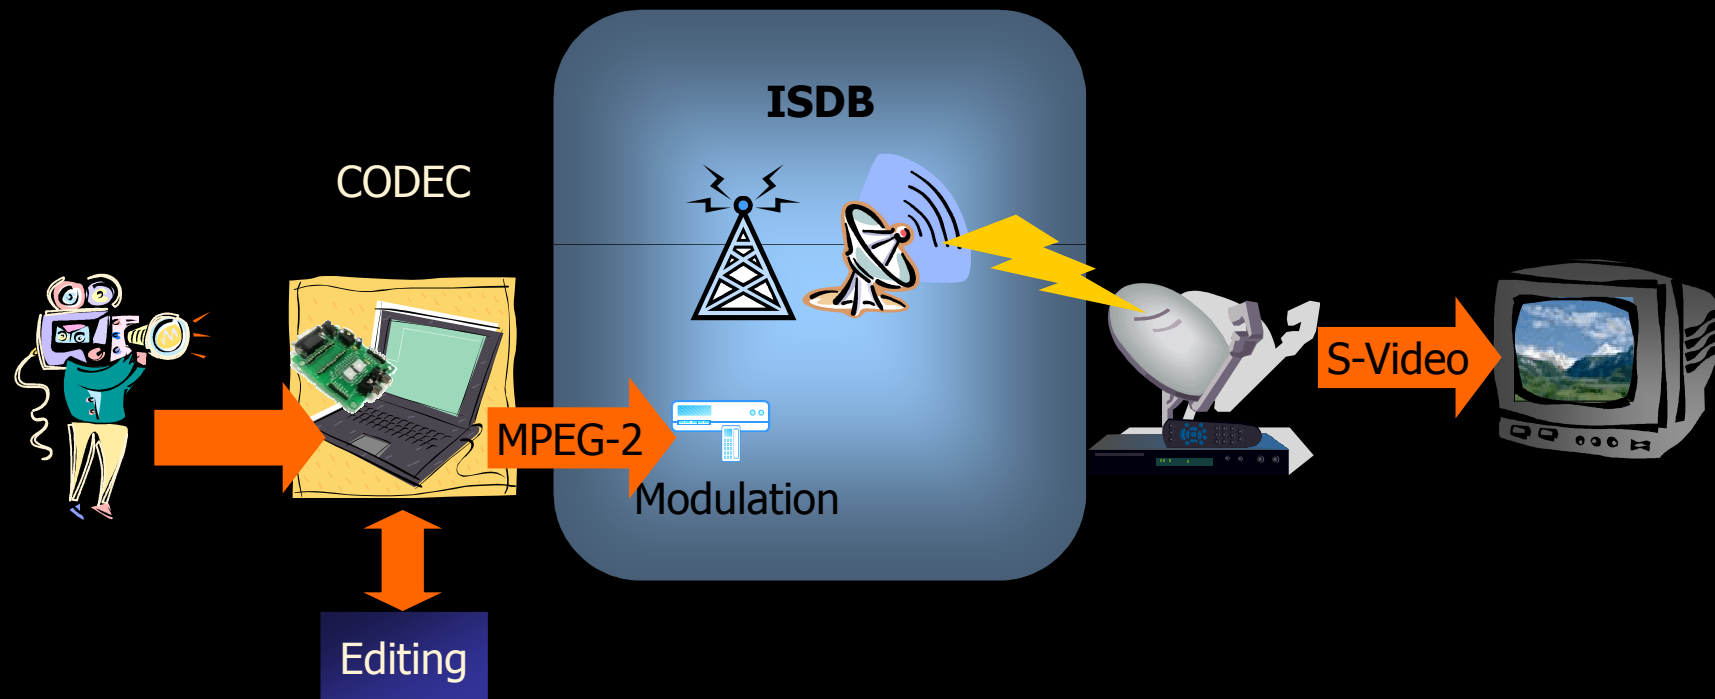 ISDB
CODEC
MPEG-2
Modulation
S-Video
Editing